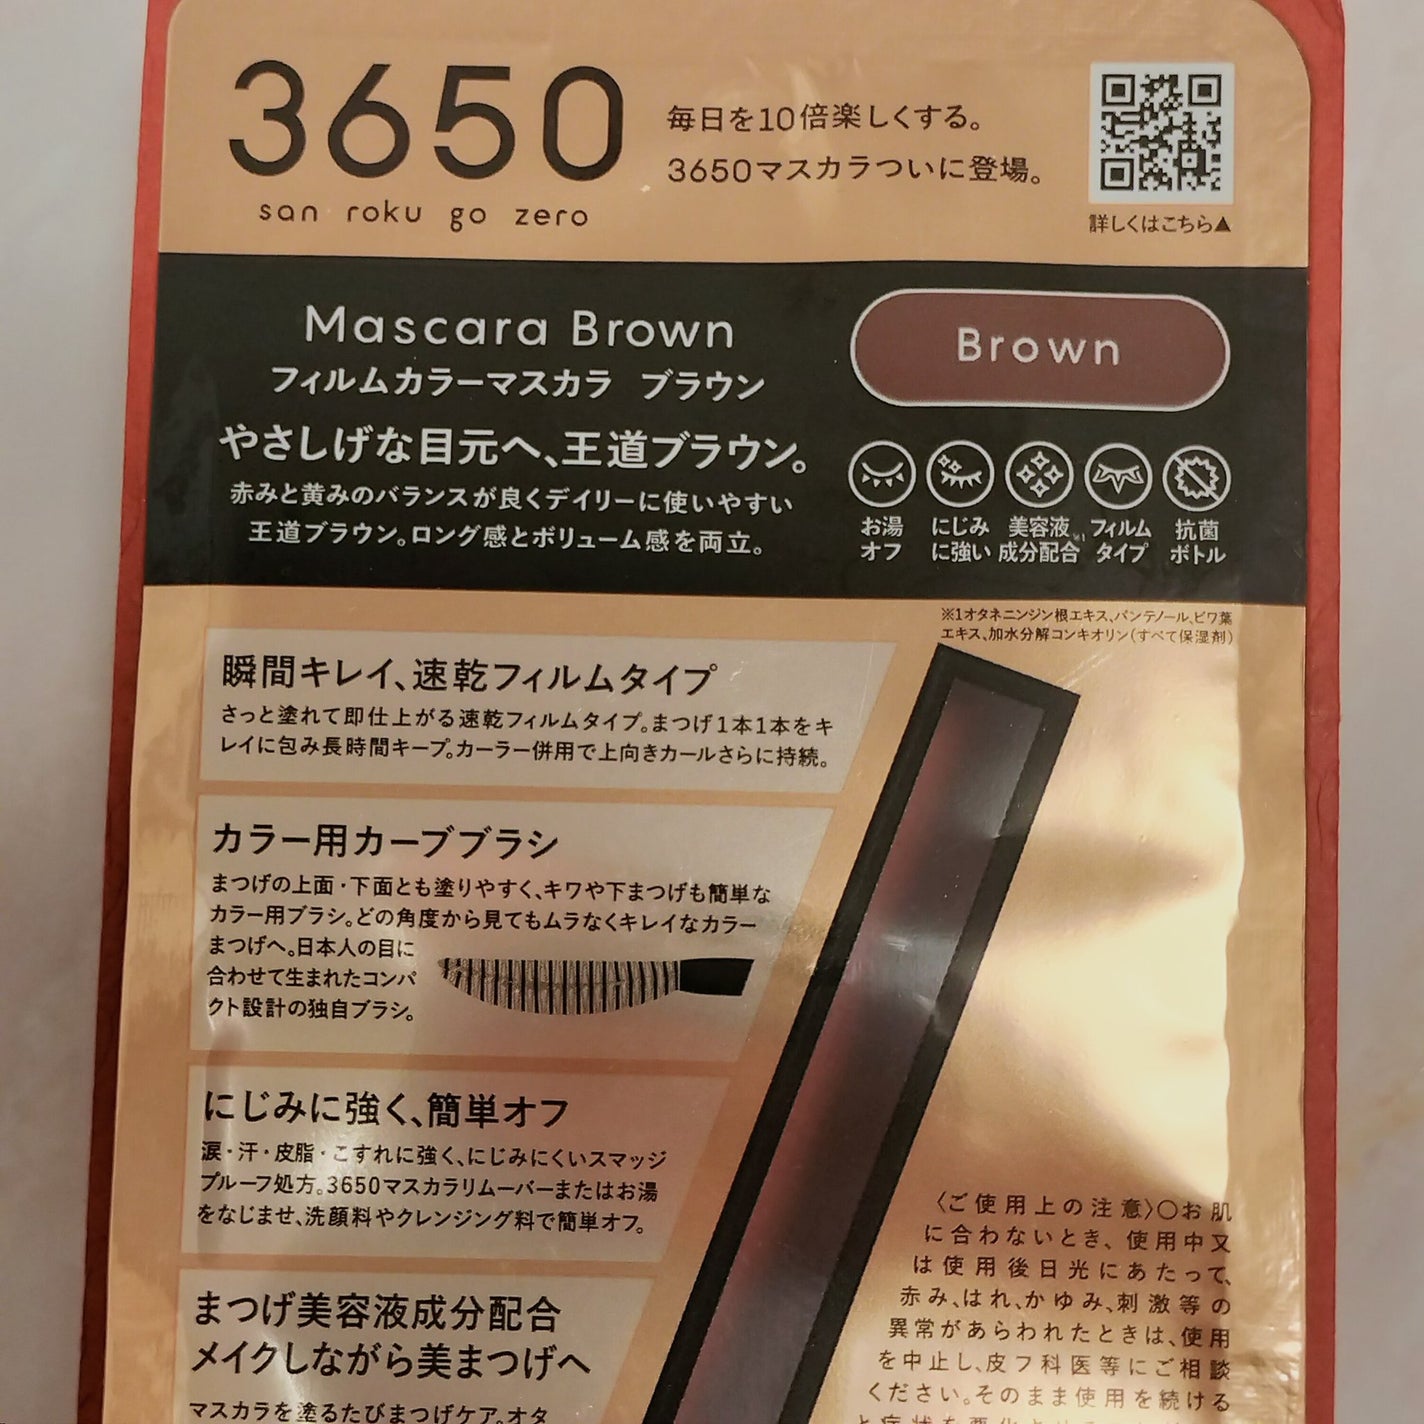 3650
san roku go zero
毎日を10倍楽しくする。
3650マスカラついに登場。
詳しくはこちら▲
Mascara Brown
フィルムカラーマスカラ ブラウン
Brown
やさしげな目元へ、王道ブラウン。
赤みと黄みのバランスが良くデイリーに使いやすい
王道ブラウン。ロング感とボリューム感を両立。
お湯
オフ
にじみ
に強い
美容液
成分配合※1
フィルム
タイプ
抗菌
ボトル
※1オタネニンジン根エキス、パンテノール、ビワ葉
エキス、加水分解コンキオリン(すべて保湿剤)
瞬間キレイ、速乾フィルムタイプ
さっと塗れて即仕上がる速乾フィルムタイプ。まつげ1本1本をキ
レイに包み長時間キープ。カーラー併用で上向きカールさらに持続。
カラー用カーブブラシ
まつげの上面・下面とも塗りやすく、キワや下まつげも簡単な
カラー用ブラシ。どの角度から見てもムラなくキレイなカラー
まつげへ。日本人の目に
合わせて生まれたコンパ
クト設計の独自ブラシ。
にじみに強く、簡単オフ
涙・汗・皮脂・こすれに強く、にじみにくいスマッジ
プルーフ処方。3650マスカラリムーバーまたはお湯
をなじませ、洗顔料やクレンジング料で簡単オフ。
まつげ美容液成分配合
メイクしながら美まつげへ
マスカラを塗るたびまつげケア。オタ
〈ご使用上の注意〉○お肌
に合わないとき、使用中又
は使用後日光にあたって、
赤み、はれ、かゆみ、刺激等の
異常があらわれたときは、使用
を中止し、皮フ科医等にご相談
ください。そのまま使用を続ける